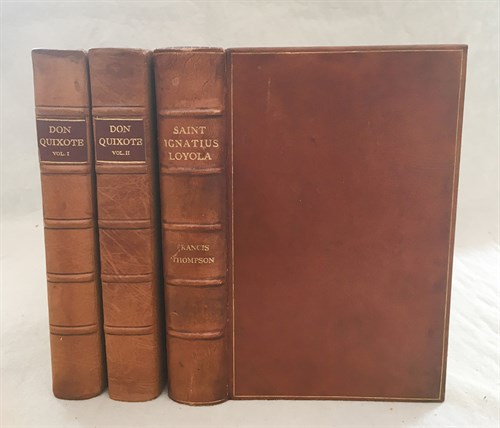 DON
QUIXOTE
VOL. I
DON
QUIXOTE
VOL. II
SAINT
IGNATIUS
LOYOLA
FRANCIS
THOMPSON